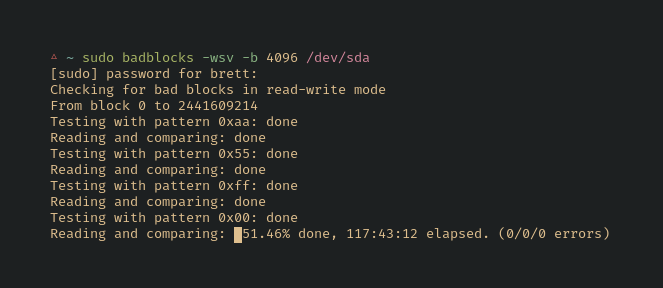 ~ sudo badblocks -wsv -b 4096 /dev/sda
[sudo] password for brett:
Checking for bad blocks in read-write mode
From block 0 to 2441609214
Testing with pattern 0xaa: done
Reading and comparing: done
Testing with pattern 0x55: done
Reading and comparing: done
Testing with pattern 0xff: done
Reading and comparing: done
Testing with pattern 0x00: done
Reading and comparing: 51.46% done, 117:43:12 elapsed. (0/0/0 errors)